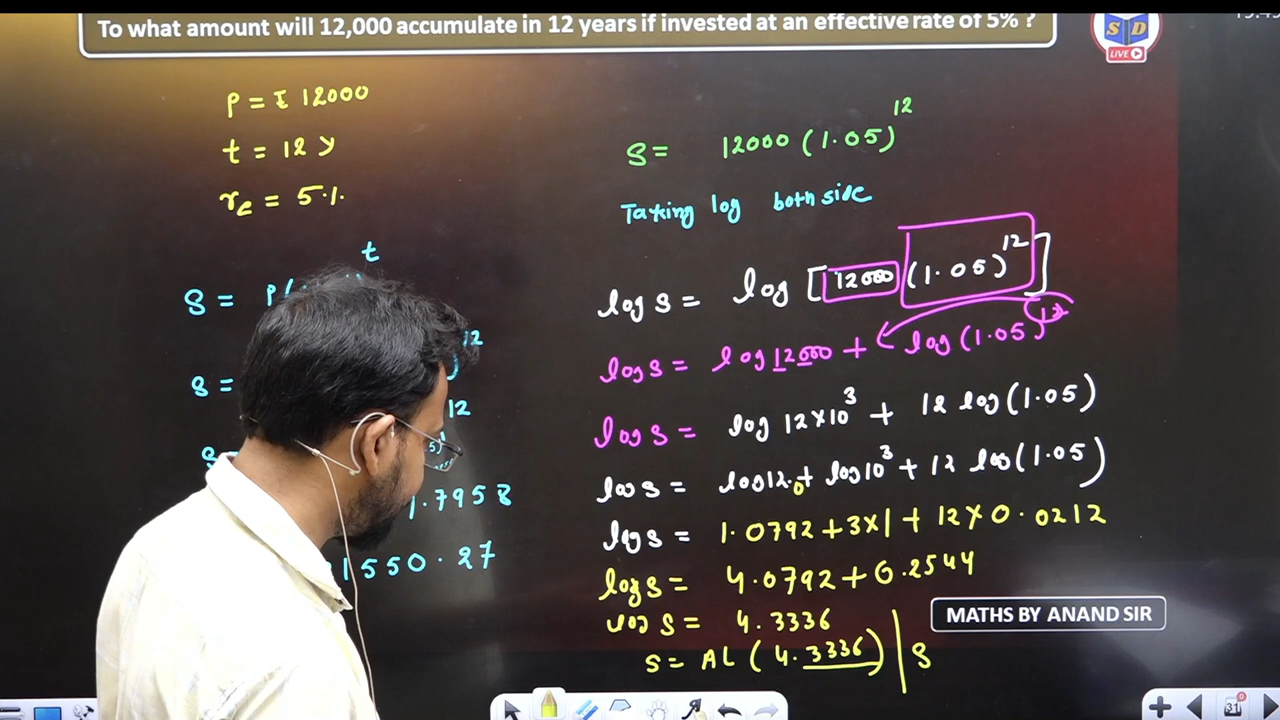 To what amount will 12,000 accumulate in 12 years if invested at an effective rate of 5% ?
S D
LIVE
P = ₹ 12000
t = 12 y
re = 5%
t
S = P(
12
S =
12
1.7958
1550.27
S = 12000 (1.05)^12
Taking log both side
log S = log [12000 (1.05)^12]
log S = log 12000 + log (1.05)^12
log S = log 12×10^3 + 12 log (1.05)
log S = log 12.0 + log 10^3 + 12 log (1.05)
log S = 1.0792 + 3×1 + 12 × 0.0212
log S = 4.0792 + 0.2544
log S = 4.3336
S = AL (4.3336) | S
MATHS BY ANAND SIR
31